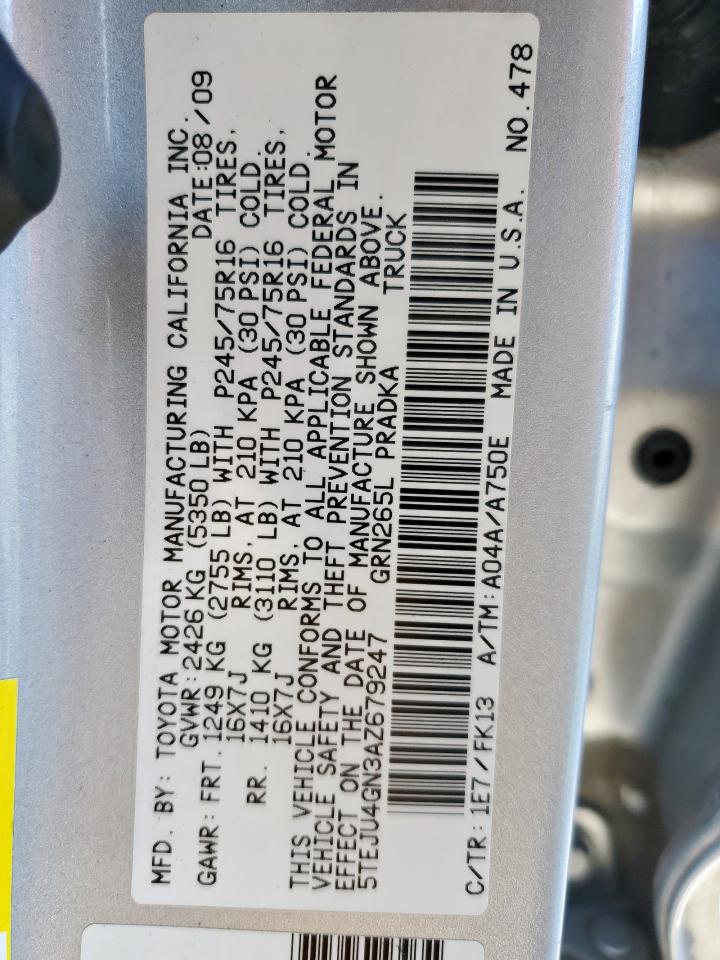 MFD. BY: TOYOTA MOTOR MANUFACTURING CALIFORNIA INC.
GVWR: 2426 KG (5350 LB) DATE: 08/09
GAWR: FRT. 1249 KG (2755 LB) WITH P245/75R16 TIRES,
16X7J RIMS, AT 210 KPA (30 PSI) COLD.
RR. 1410 KG (3110 LB) WITH P245/75R16 TIRES,
16X7J RIMS, AT 210 KPA (30 PSI) COLD.
THIS VEHICLE CONFORMS TO ALL APPLICABLE FEDERAL MOTOR
VEHICLE SAFETY AND THEFT PREVENTION STANDARDS IN
EFFECT ON THE DATE OF MANUFACTURE SHOWN ABOVE.
5TEJU4GN3AZ679247 GRN265L PRADKA TRUCK
C/TR: 1E7/FK13 A/TM: A04A/A750E MADE IN U.S.A. NO. 478